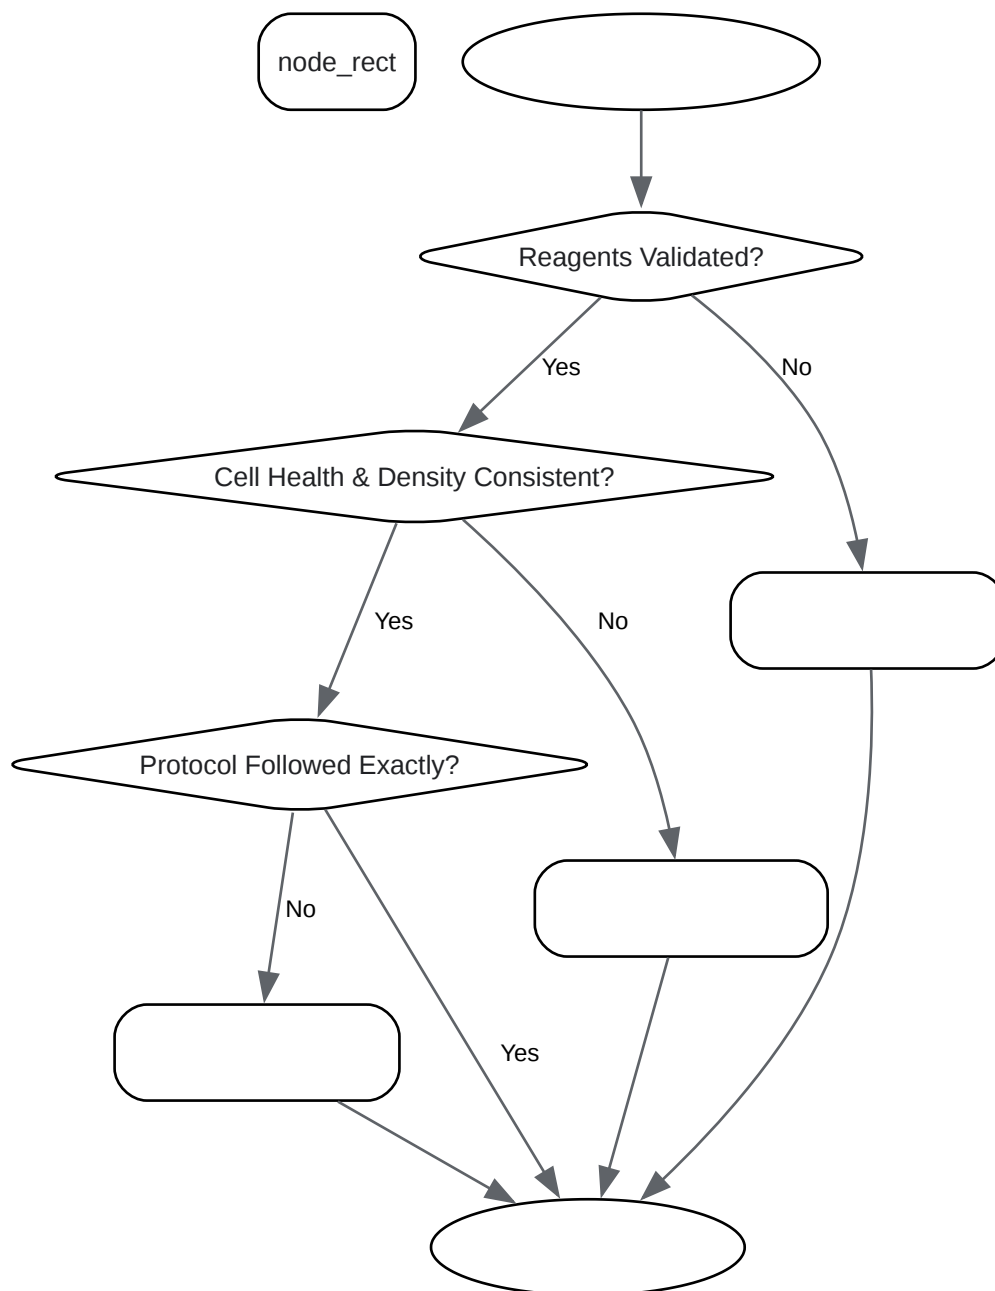 node_rect
Reagents Validated?
Yes
No
Cell Health & Density Consistent?
Yes
No
Protocol Followed Exactly?
No
Yes